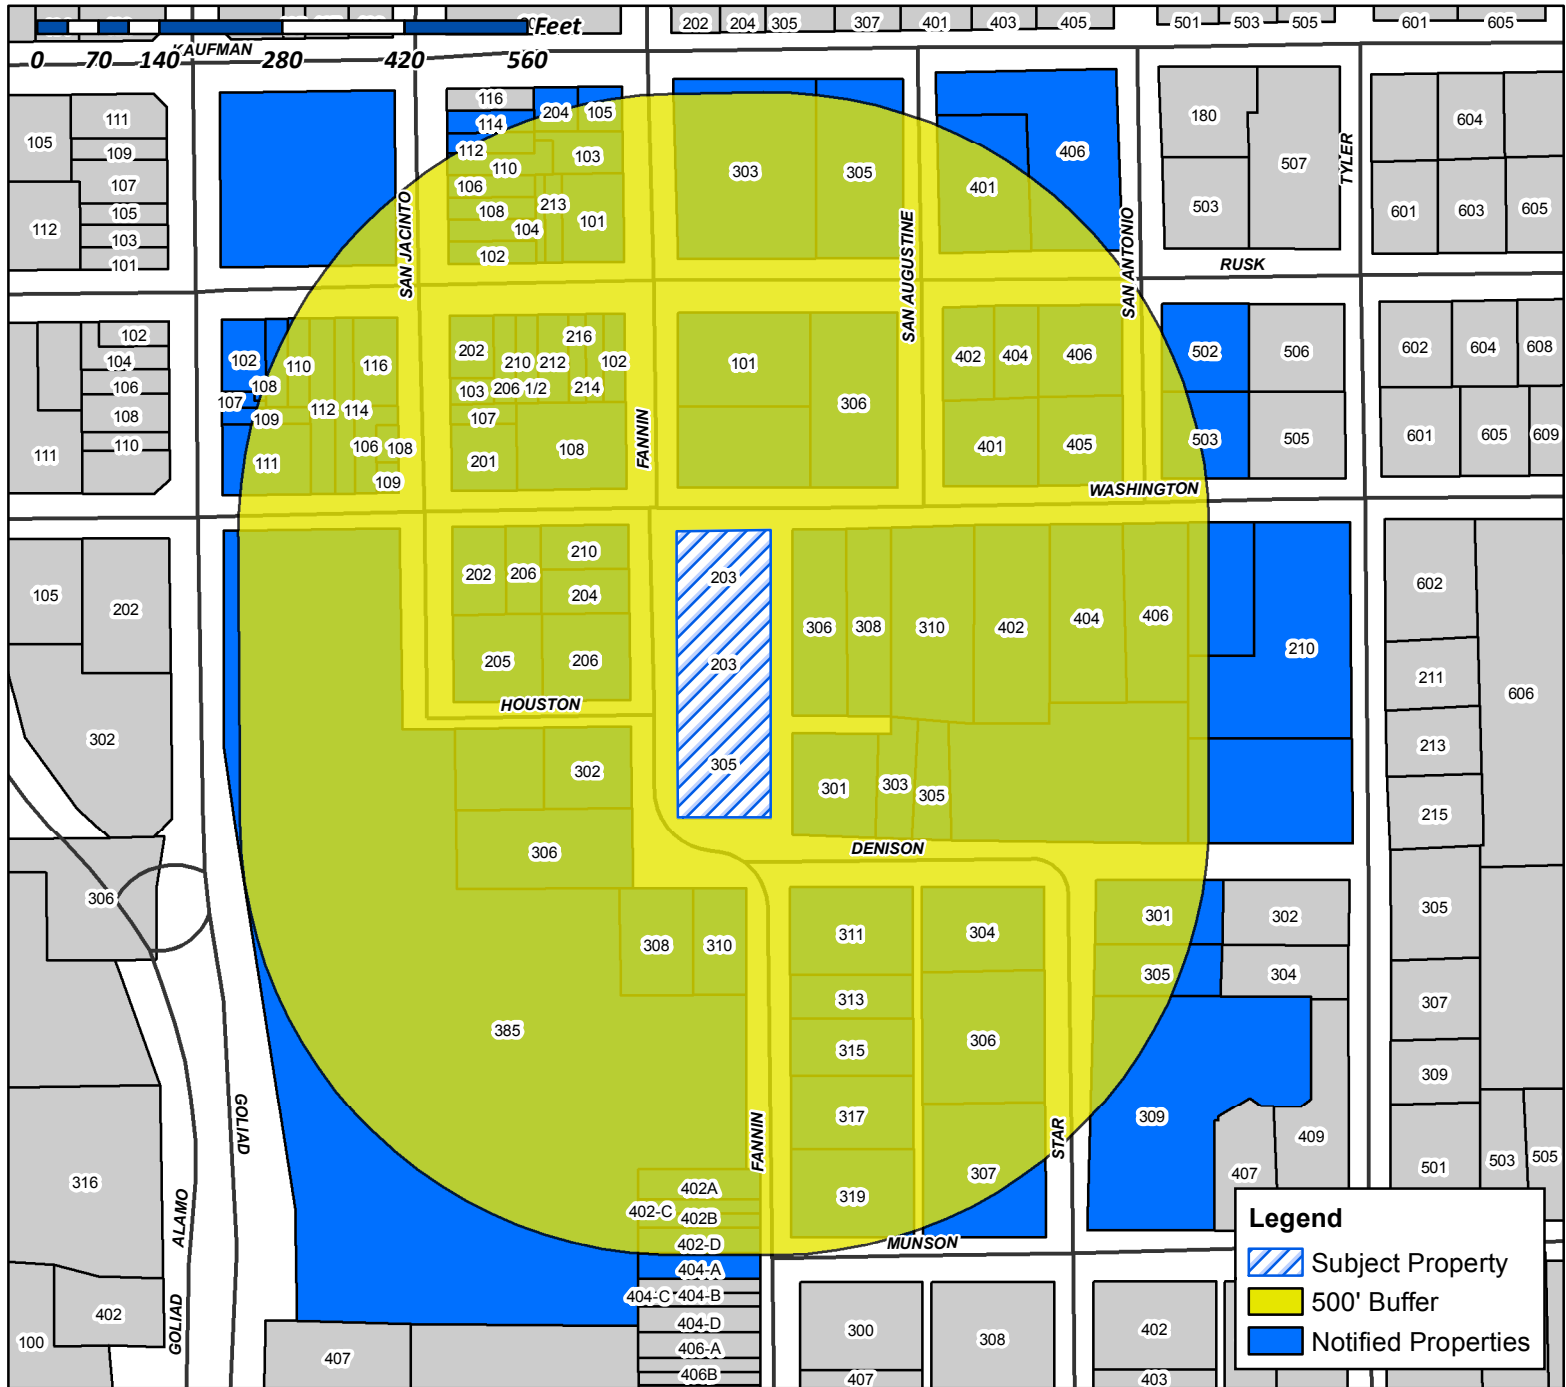 202 204 305 307 401 403 405 501 503 505 601 605
Feet
KAUFMAN
0 70 140 280 420 560
116 204 105
114
112
103
110
106
213
108
101
104
102
111
105
109
107
105
112
103
101
SAN JACINTO
303 305
401
406
180
507
503
604
601 603 605
TYLER
SAN AUGUSTINE
SAN ANTONIO
RUSK
102
104
106
108
110
111
102 110 116
108
107
109
112 114
106 108
111
109
202 210 212 216 102
103 206 1/2 214
107
201 108
FANNIN
101
306
402 404 406
401 405
502 506
503 505
602 604 608
601 605 609
WASHINGTON
105 202
302
306
202 206 210
204
205 206
HOUSTON
203
203
305
306 308 310 402 404 406
210
302
301 303 305
306
DENISON
602
211
213
215
606
305
307
309
501 503 505
308 310
385
311
313
315
317
319
304
306
307
301 302
305 304
309
409
407
FANNIN
STAR
GOLIAD
ALAMO
GOLIAD
316
402
100
407
402A
402-C 402B
402-D
404-A
404-C 404-B
404-D
406-A
406B
MUNSON
300 308 402
407 403
Legend
Subject Property
500' Buffer
Notified Properties